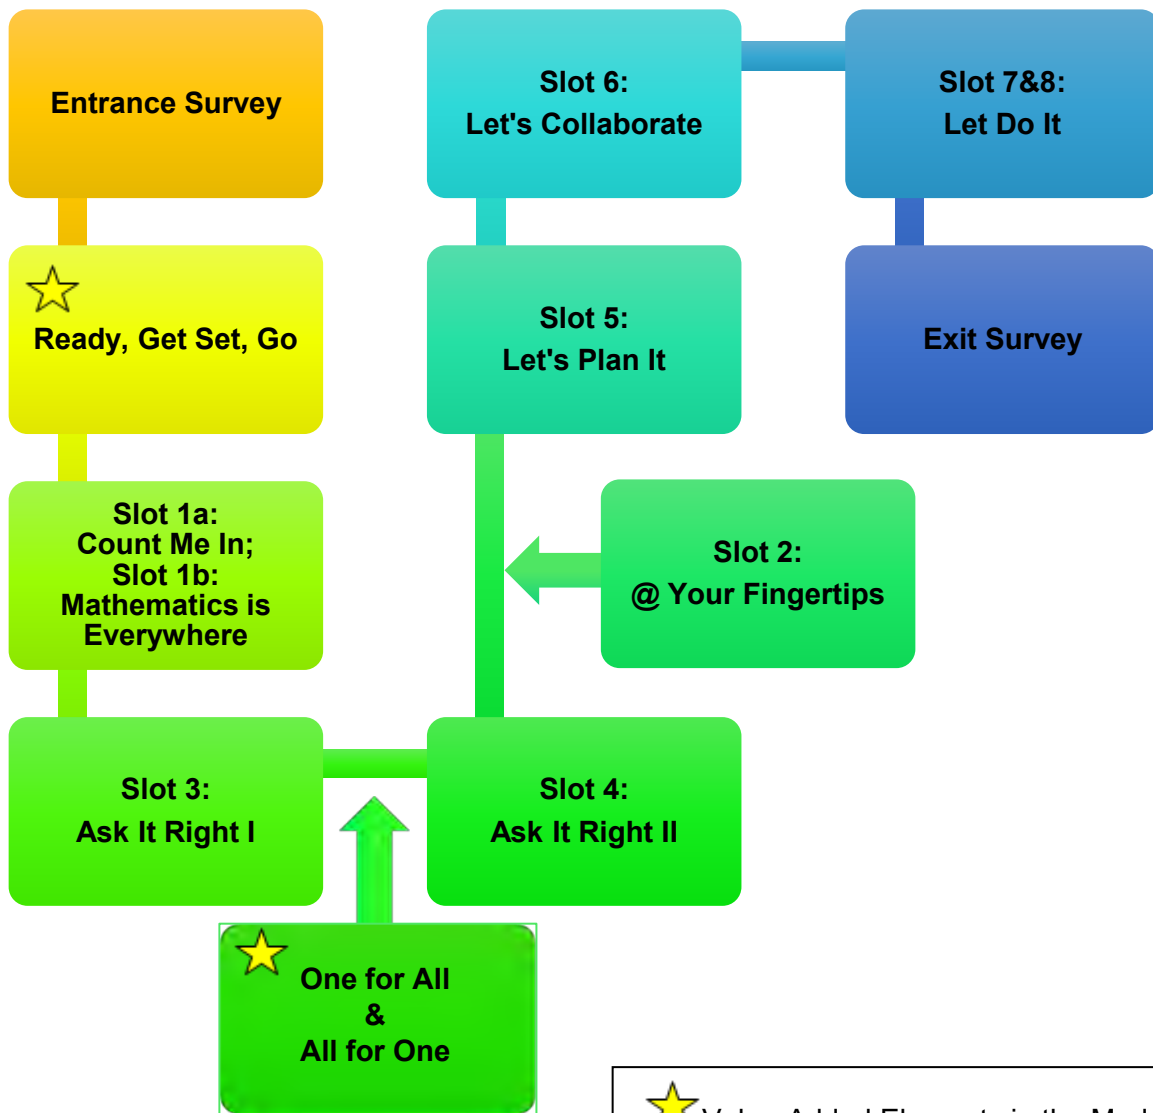 Entrance Survey
Ready, Get Set, Go
Slot 1a:
Count Me In;
Slot 1b:
Mathematics is
Everywhere
Slot 3:
Ask It Right I
One for All
&
All for One
Slot 4:
Ask It Right II
Slot 2:
@ Your Fingertips
Slot 5:
Let's Plan It
Slot 6:
Let's Collaborate
Slot 7&8:
Let Do It
Exit Survey